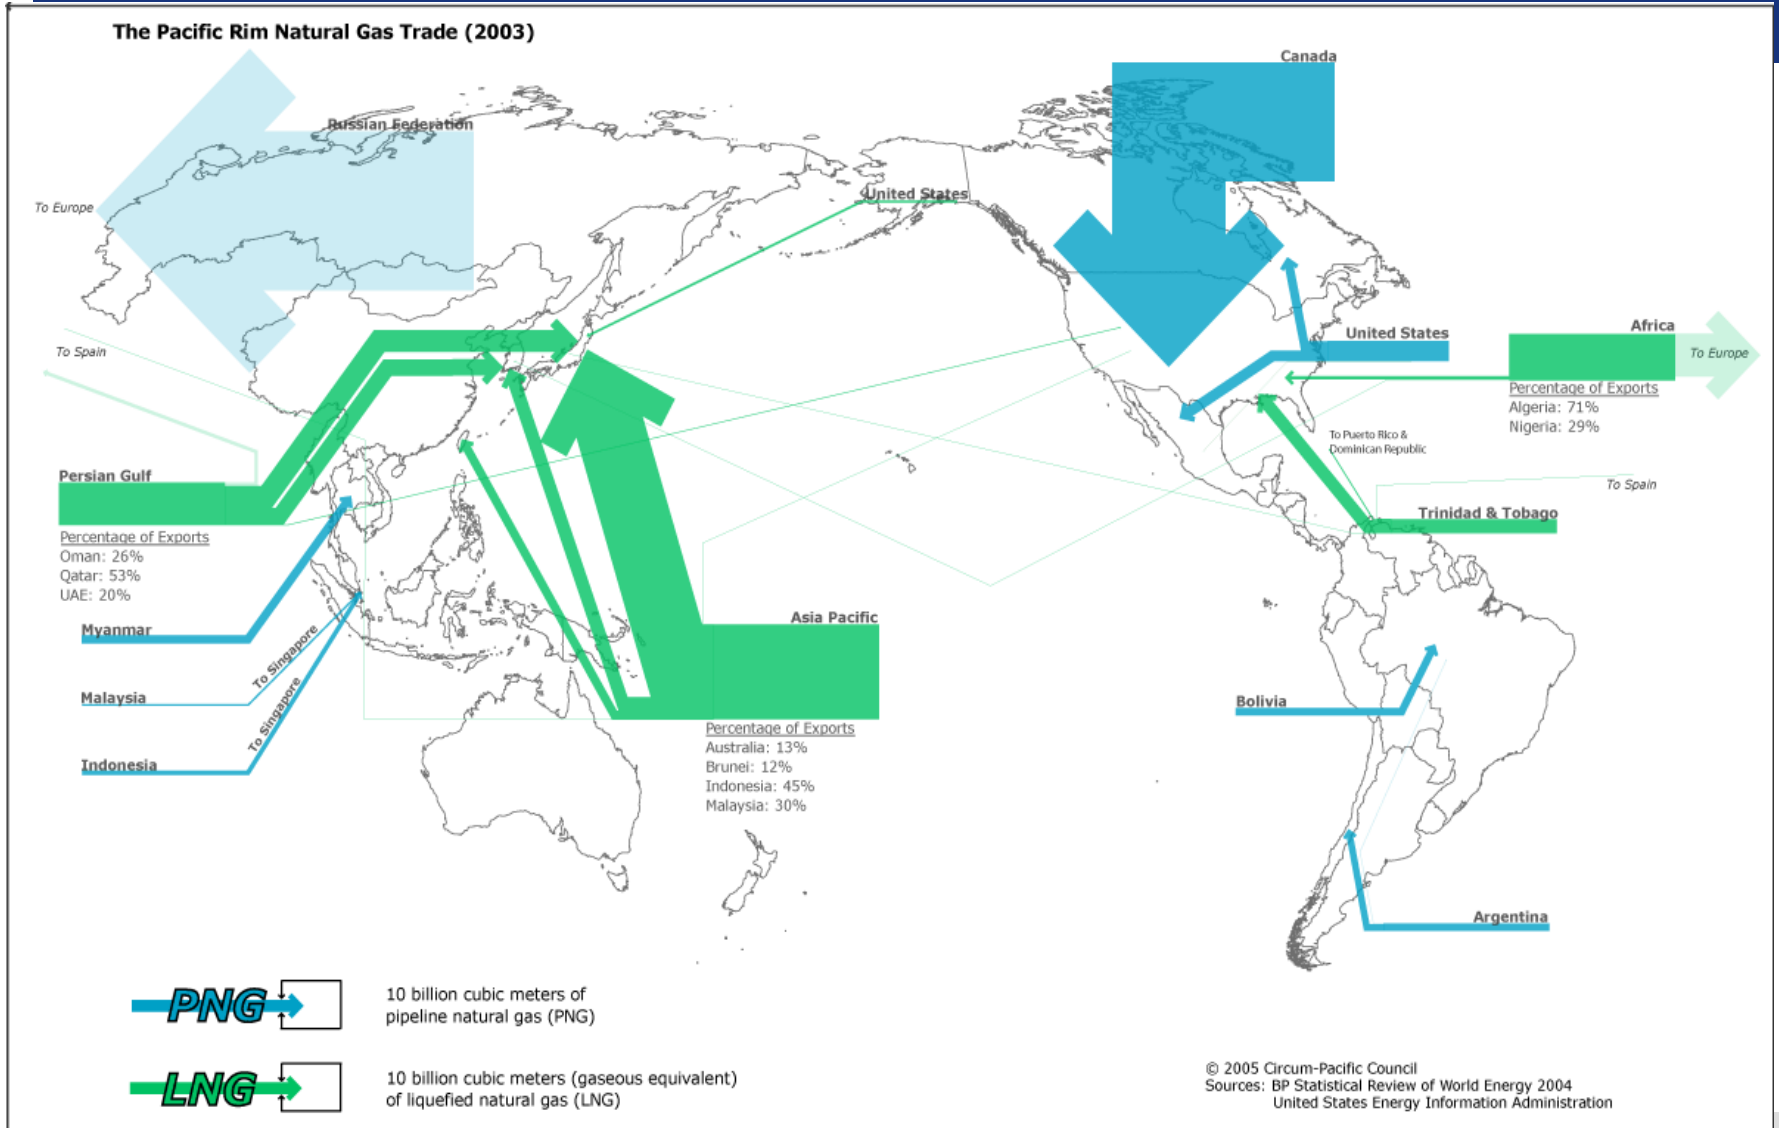 The Pacific Rim Natural Gas Trade (2003)
Canada
Russian Federation
To Europe
United States
United States
Africa
To Europe
To Spain
Percentage of Exports
Algeria: 71%
Nigeria: 29%
To Puerto Rico &
Dominican Republic
To Spain
Trinidad & Tobago
Persian Gulf
Percentage of Exports
Oman: 26%
Qatar: 53%
UAE: 20%
Myanmar
To Singapore
Malaysia
To Singapore
Indonesia
Asia Pacific
Percentage of Exports
Australia: 13%
Brunei: 12%
Indonesia: 45%
Malaysia: 30%
Bolivia
Argentina
PNG
10 billion cubic meters of
pipeline natural gas (PNG)
LNG
10 billion cubic meters (gaseous equivalent)
of liquefied natural gas (LNG)
© 2005 Circum-Pacific Council
Sources: BP Statistical Review of World Energy 2004
United States Energy Information Administration